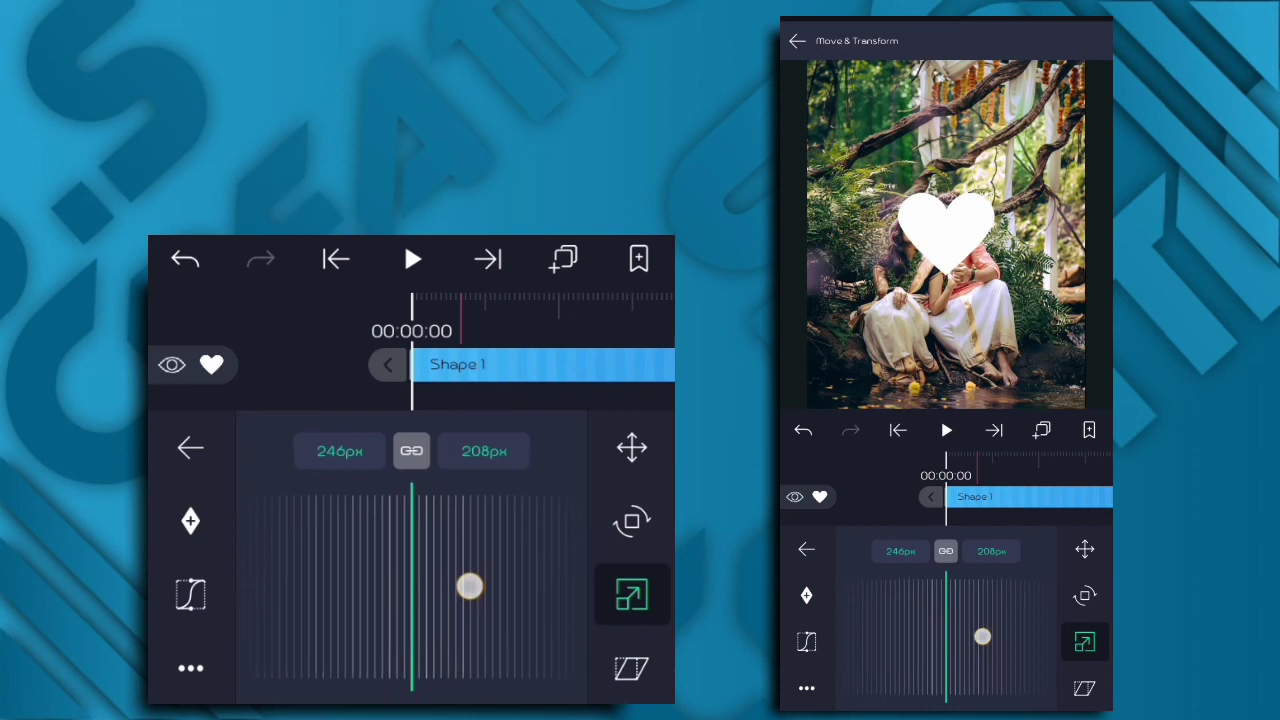 00:00:00
Shape 1
246px
208px
Move & Transform
00:00:00
Shape 1
246px
208px